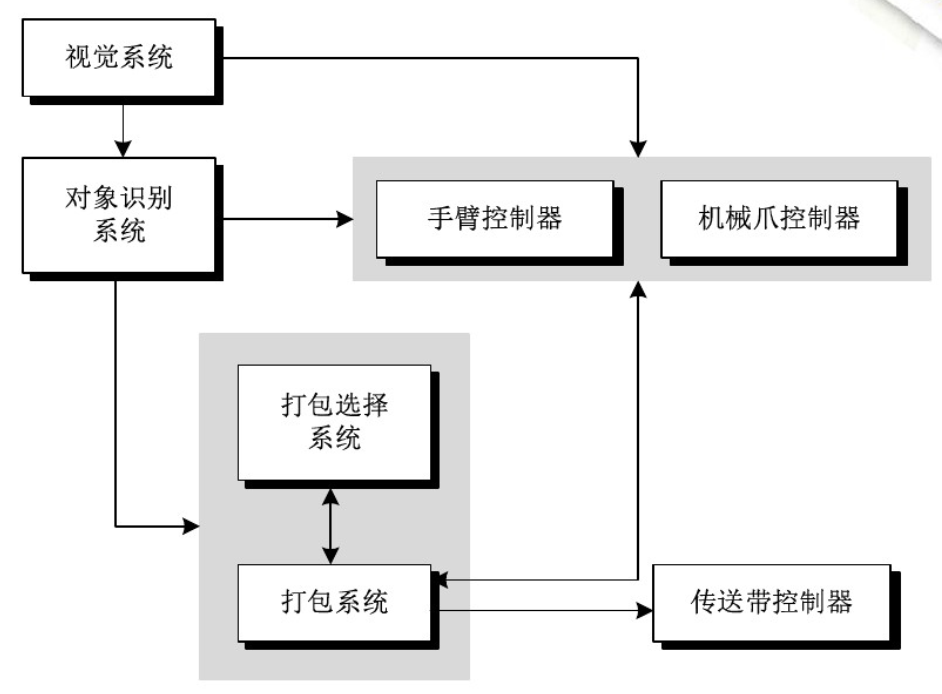 视觉系统
对象识别
系统
手臂控制器
机械爪控制器
打包选择
系统
打包系统
传送带控制器